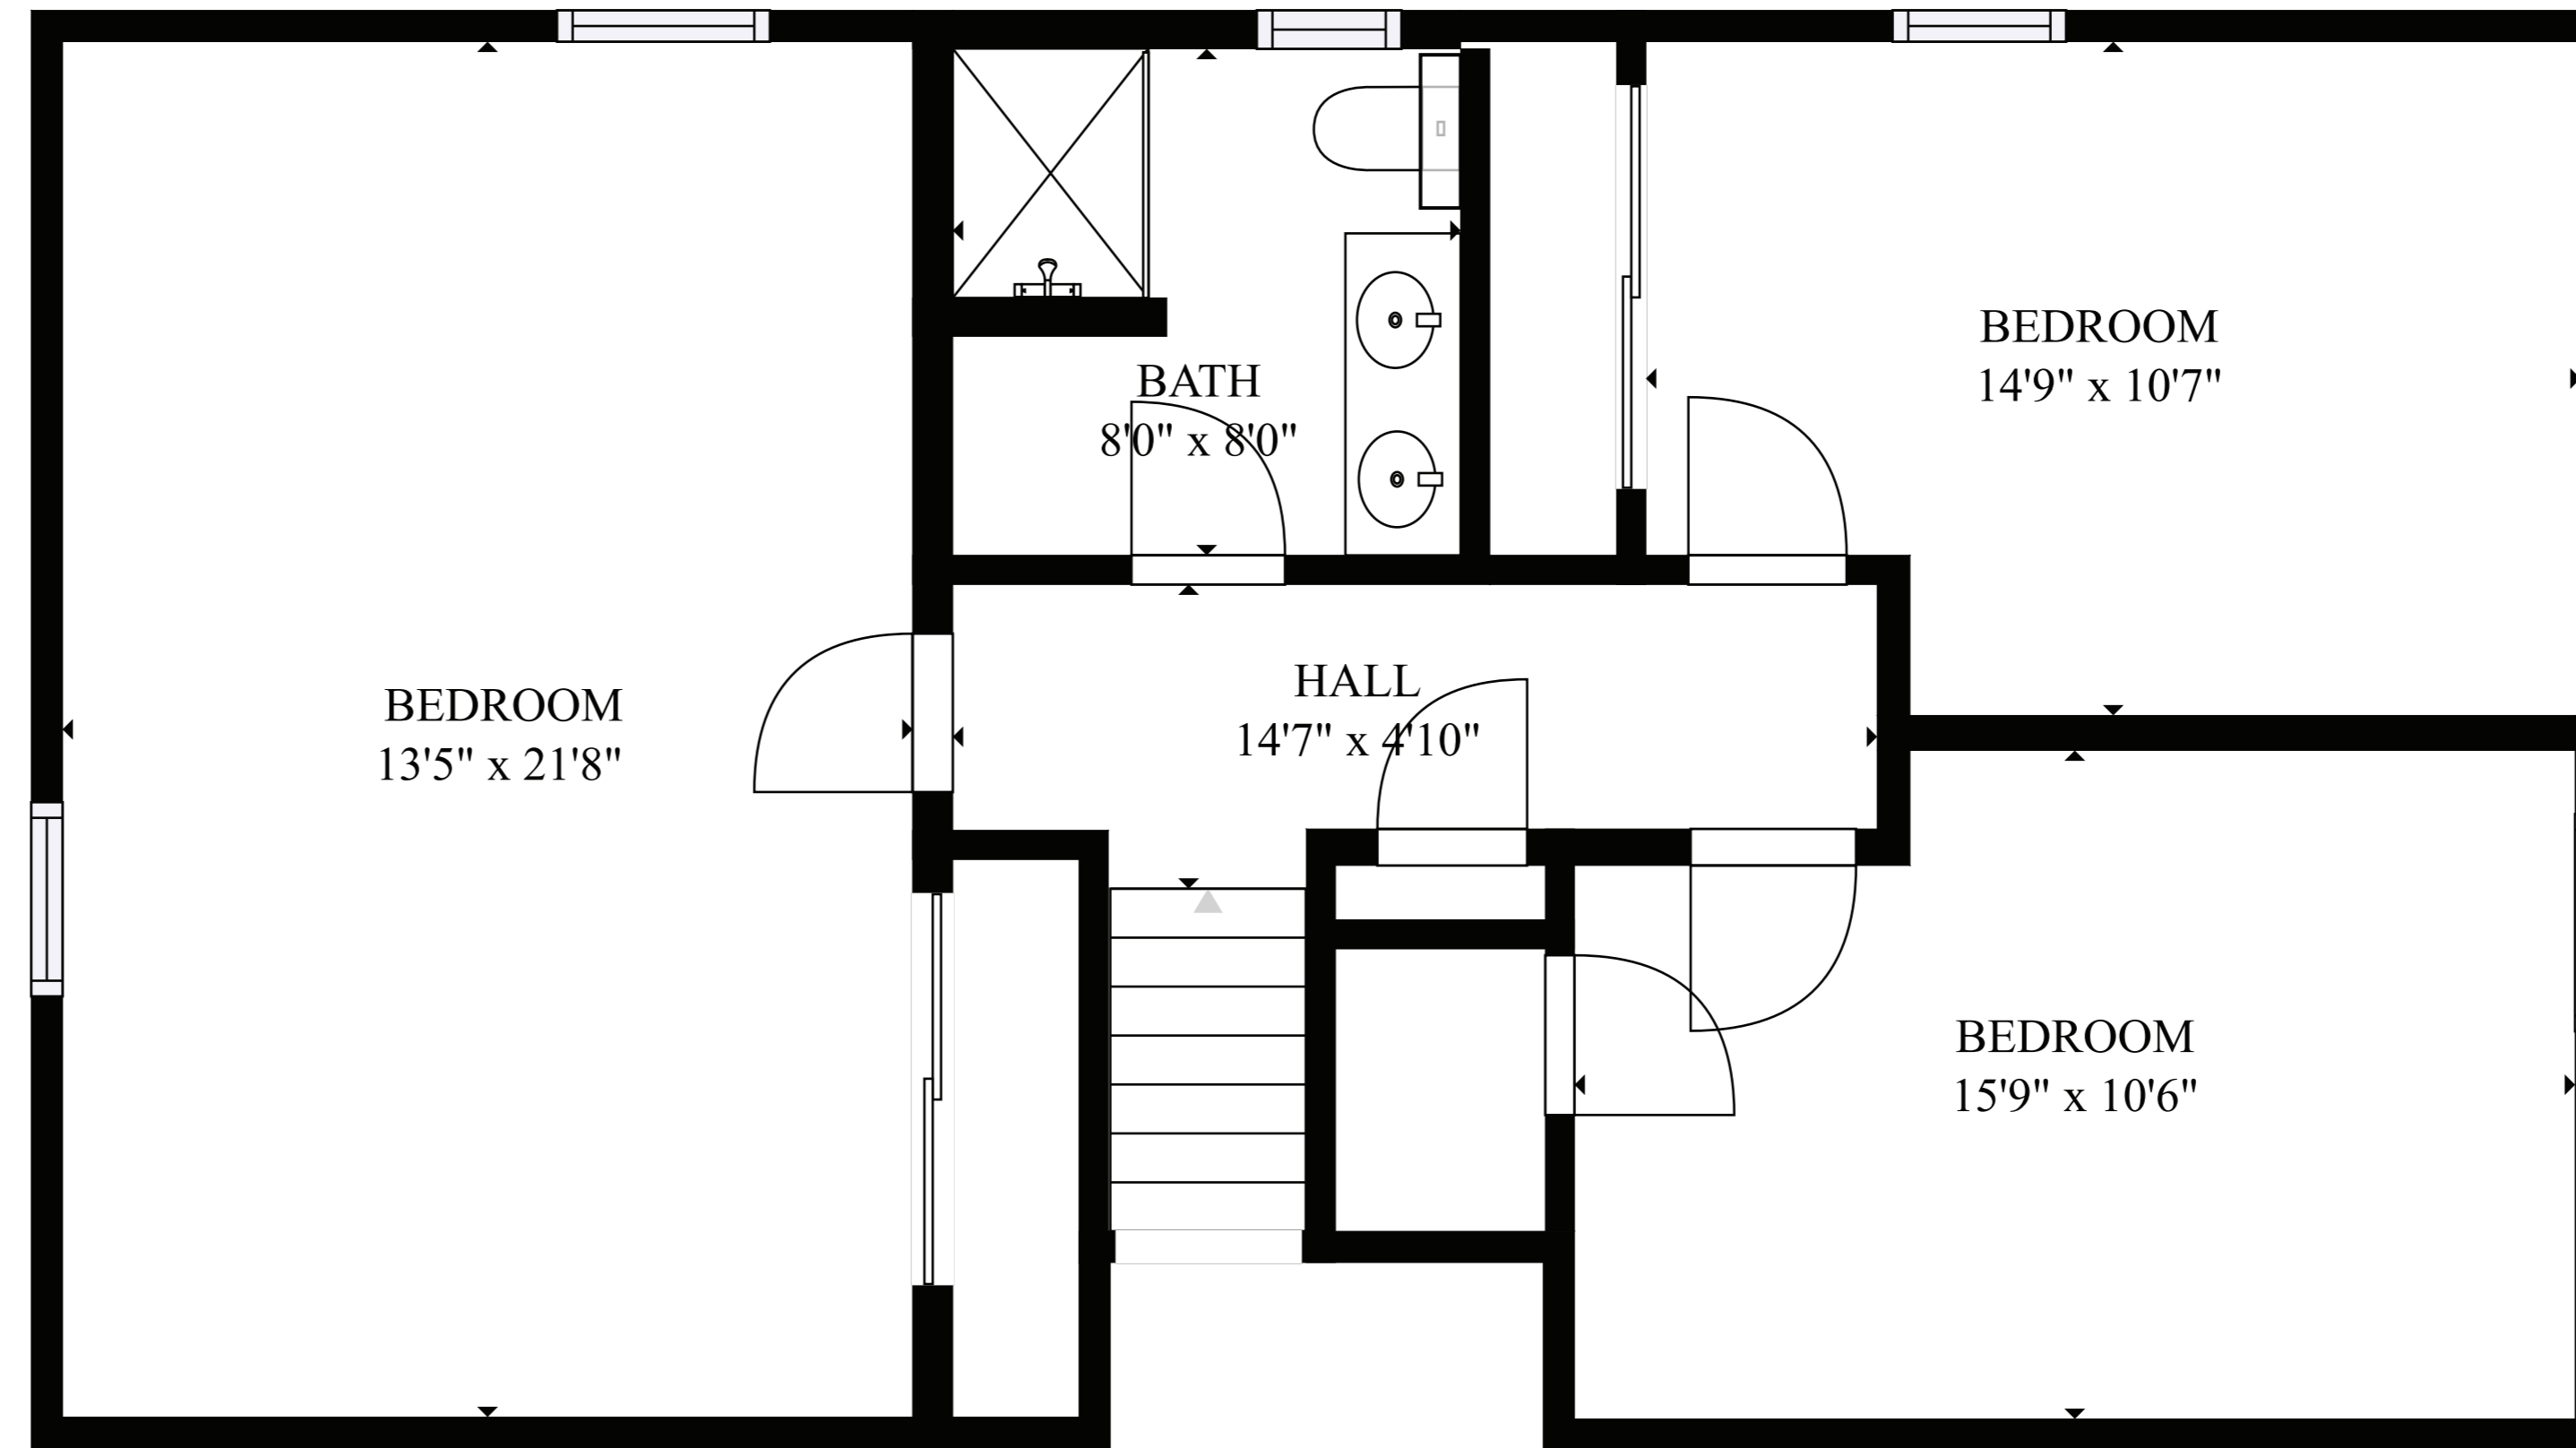 BEDROOM
14'9" x 10'7"
BATH
8'0" x 8'0"
HALL
14'7" x 4'10"
BEDROOM
13'5" x 21'8"
BEDROOM
15'9" x 10'6"